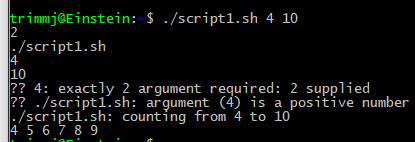 trimmj@Einstein:~$ ./script1.sh 4 10
2
./script1.sh
4
10
?? 4: exactly 2 argument required: 2 supplied
?? ./script1.sh: argument (4) is a positive number
./script1.sh: counting from 4 to 10
4 5 6 7 8 9